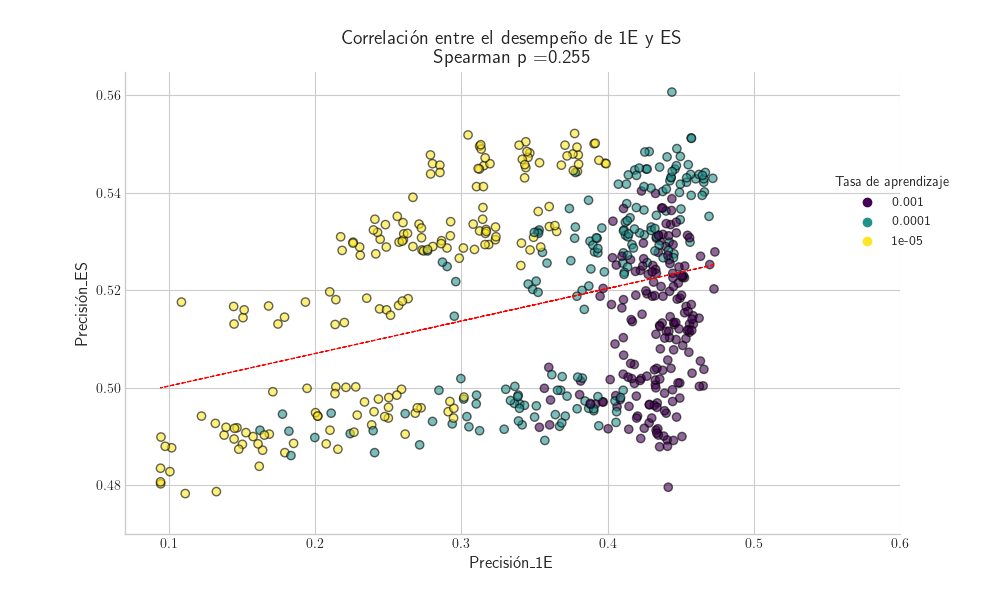 Correlación entre el desempeño de 1E y ES
Spearman p =0.255
0.56
0.54
0.52
0.50
0.48
Precisión_ES
Tasa de aprendizaje
0.001
0.0001
1e-05
0.1 0.2 0.3 0.4 0.5 0.6
Precisión_1E